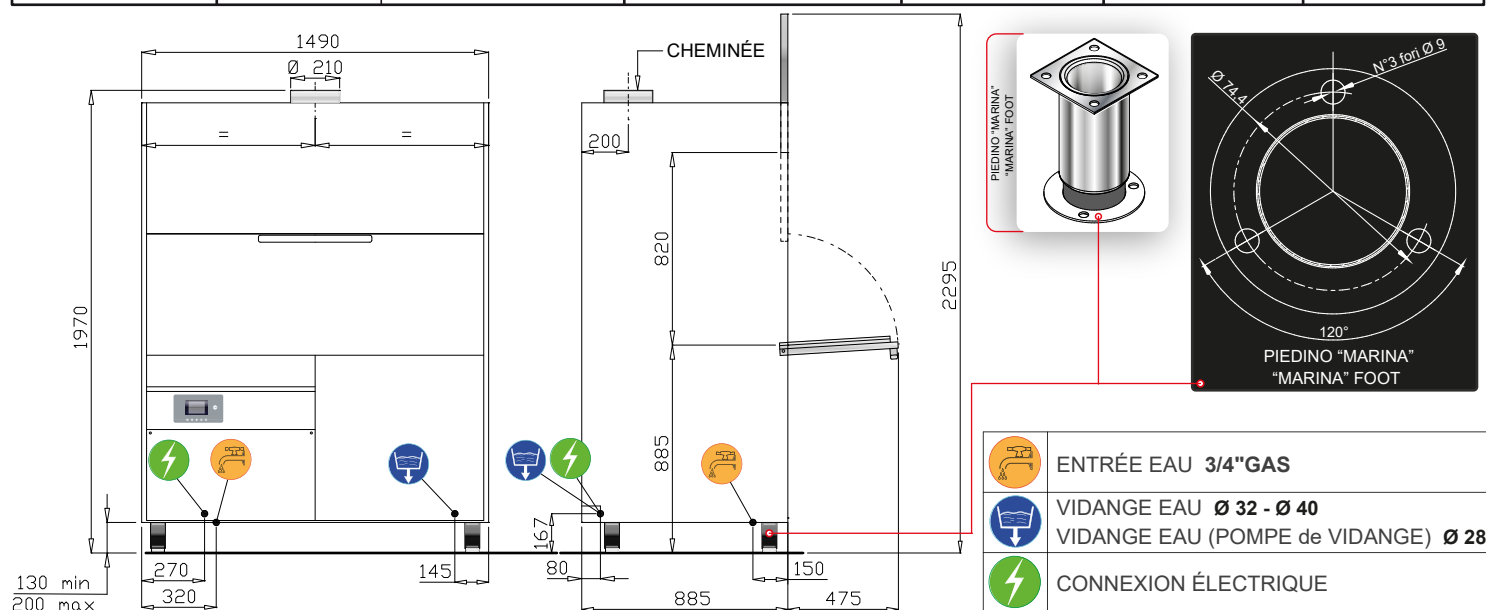 1490
Ø 210
CHEMINÉE
=
=
200
1970
820
2295
885
167
130 min
200 max
270
320
145
80
150
885
475
PIEDINO “MARINA”
“MARINA” FOOT
Ø 74.4
N°3 fori Ø 9
120°
PIEDINO “MARINA”
“MARINA” FOOT
ENTRÉE EAU 3/4"GAS
VIDANGE EAU Ø 32 - Ø 40
VIDANGE EAU (POMPE de VIDANGE) Ø 28
CONNEXION ÉLECTRIQUE